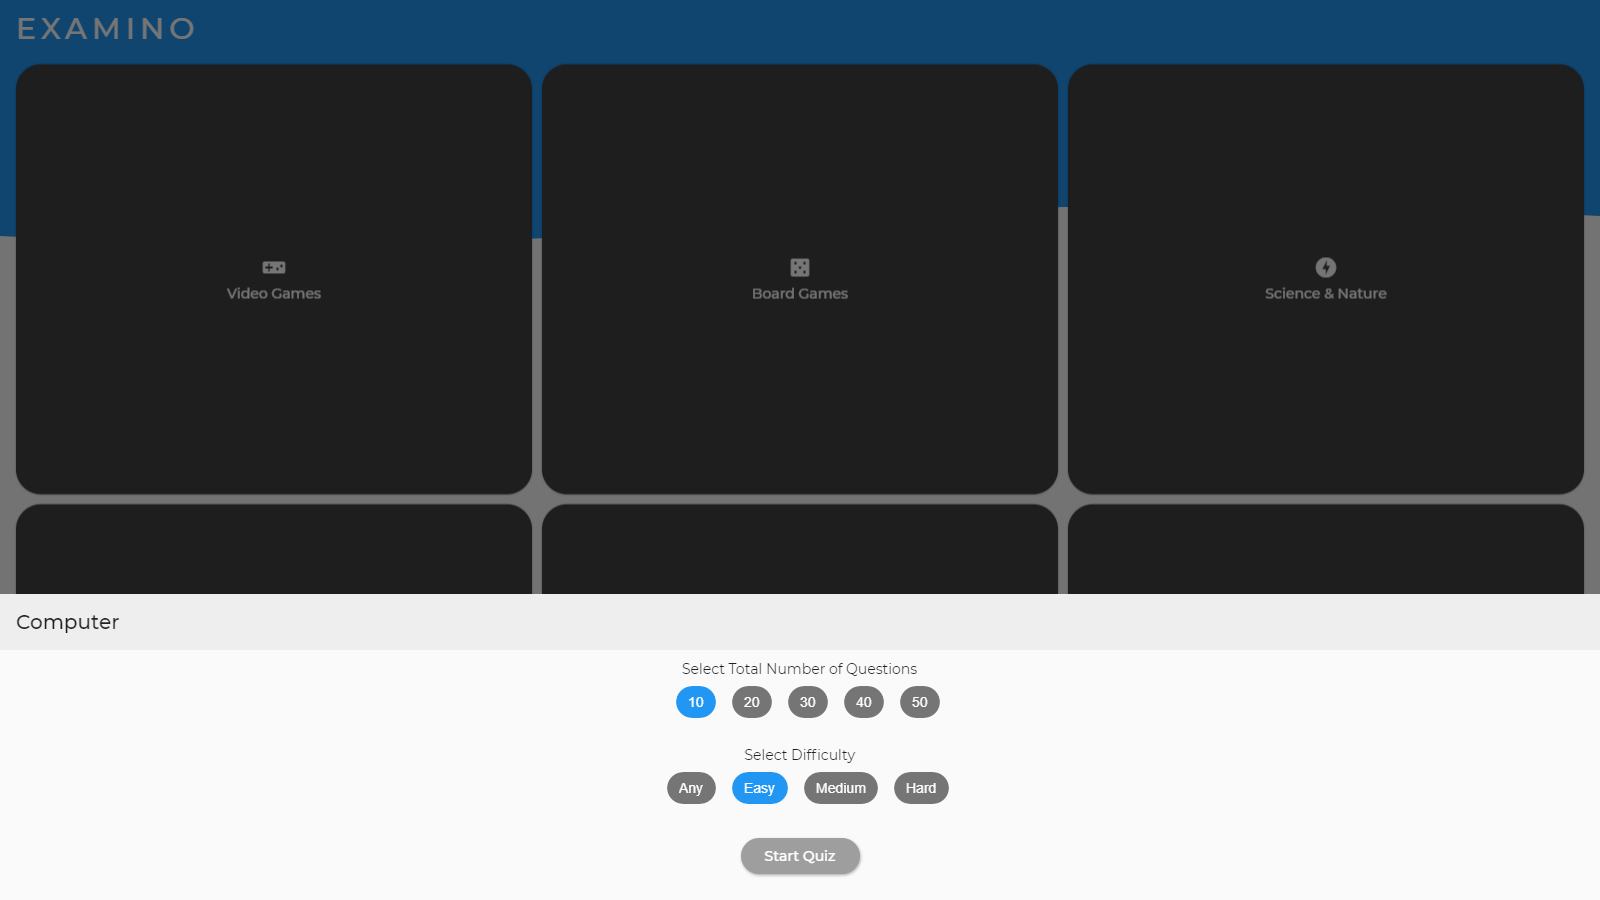 EXAMINO
Video Games
Board Games
Science & Nature
Computer
Select Total Number of Questions
10 20 30 40 50
Select Difficulty
Any Easy Medium Hard
Start Quiz